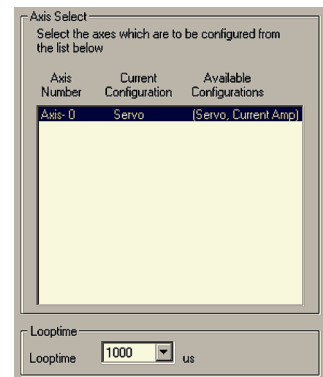 Axis Select
Select the axes which are to be configured from
the list below
Axis Number Current Configuration Available Configurations
Axis- 0 Servo (Servo, Current Amp)
Looptime
Looptime 1000 us